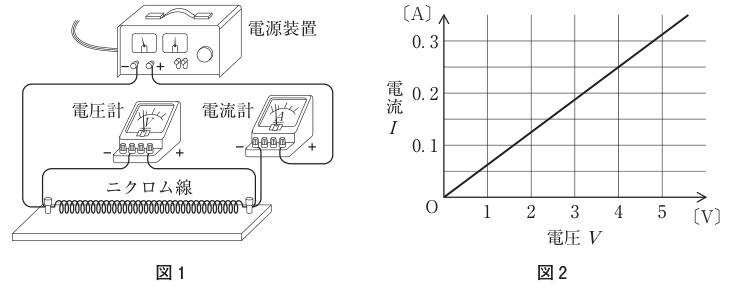 電源装置
− +
電圧計
V
− +
電流計
A
− +
ニクロム線
図1
〔A〕
0.3
0.2
0.1
電流 I
O
1 2 3 4 5 〔V〕
電圧 V
図2